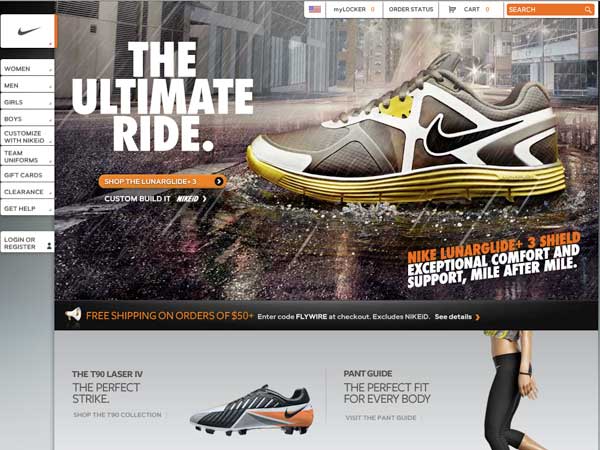 myLOCKER 0
ORDER STATUS
CART 0
SEARCH
WOMEN
MEN
GIRLS
BOYS
CUSTOMIZE
WITH NIKEiD
TEAM
UNIFORMS
GIFT CARDS
CLEARANCE
GET HELP
LOGIN OR
REGISTER
THE
ULTIMATE
RIDE.
SHOP THE LUNARGLIDE+ 3
CUSTOM BUILD IT NIKEiD
NIKE LUNARGLIDE+ 3 SHIELD
EXCEPTIONAL COMFORT AND
SUPPORT, MILE AFTER MILE.
FREE SHIPPING ON ORDERS OF $50+ Enter code FLYWIRE at checkout. Excludes NIKEiD. See details
THE T90 LASER IV
THE PERFECT
STRIKE.
SHOP THE T90 COLLECTION
PANT GUIDE
THE PERFECT FIT
FOR EVERY BODY
VISIT THE PANT GUIDE